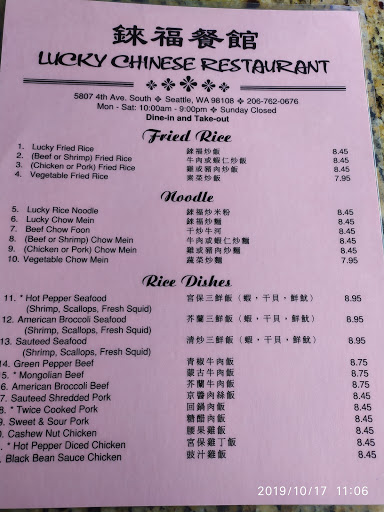 錸福餐館
LUCKY CHINESE RESTAURANT
5807 4th Ave. South ❖ Seattle, WA 98108 ❖ 206-762-0676
Mon - Sat: 10:00am - 9:00pm ❖ Sunday Closed
Dine-in and Take-out
Fried Rice
1. Lucky Fried Rice 錸福炒飯 8.45
2. (Beef or Shrimp) Fried Rice 牛肉或蝦仁炒飯 8.45
3. (Chicken or Pork) Fried Rice 雞或豬肉炒飯 8.45
4. Vegetable Fried Rice 素菜炒飯 7.95
Noodle
5. Lucky Rice Noodle 錸福炒米粉 8.45
6. Lucky Chow Mein 錸福炒麵 8.45
7. Beef Chow Foon 干炒牛河 8.45
8. (Beef or Shrimp) Chow Mein 牛肉或蝦仁炒麵 8.45
9. (Chicken or Pork) Chow Mein 雞或豬肉炒麵 8.45
10. Vegetable Chow Mein 蔬菜炒麵 7.95
Rice Dishes
11. * Hot Pepper Seafood 宮保三鮮飯（蝦，干貝，鮮魷） 8.95
(Shrimp, Scallops, Fresh Squid)
12. American Broccoli Seafood 芥蘭三鮮飯（蝦，干貝，鮮魷） 8.95
(Shrimp, Scallops, Fresh Squid)
13. Sauteed Seafood 清炒三鮮飯（蝦，干貝，鮮魷） 8.95
(Shrimp, Scallops, Fresh Squid)
14. Green Pepper Beef 青椒牛肉飯 8.75
5. * Mongolian Beef 蒙古牛肉飯 8.75
6. American Broccoli Beef 芥蘭牛肉飯 8.75
7. Sauteed Shredded Pork 京醬肉絲飯 8.45
8. * Twice Cooked Pork 回鍋肉飯 8.45
9. Sweet & Sour Pork 糖醋肉飯 8.45
0. Cashew Nut Chicken 腰果雞飯 8.45
. * Hot Pepper Diced Chicken 宮保雞丁飯 8.45
. Black Bean Sauce Chicken 豉汁雞飯 8.45
2019/10/17 11:06